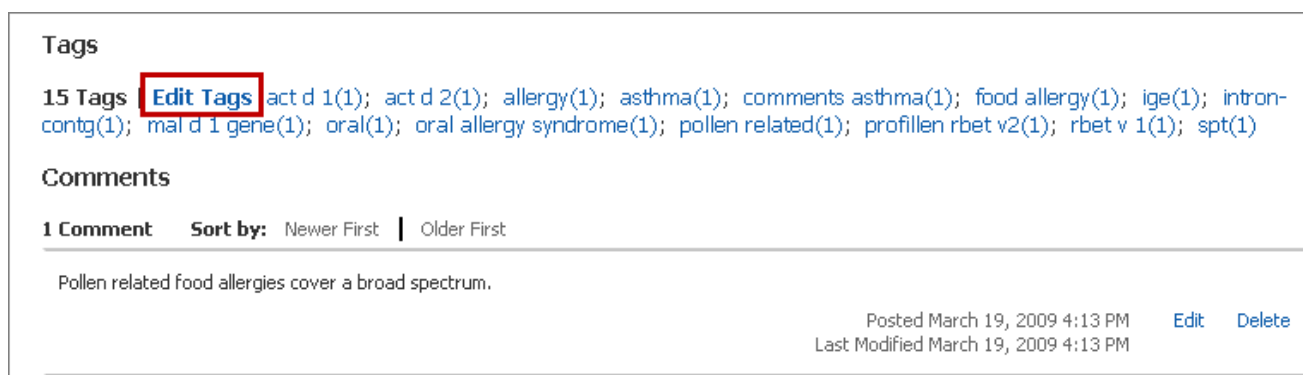 Tags
15 Tags | Edit Tags act d 1(1); act d 2(1); allergy(1); asthma(1); comments asthma(1); food allergy(1); ige(1); intron-
contg(1); mal d 1 gene(1); oral(1); oral allergy syndrome(1); pollen related(1); profillen rbet v2(1); rbet v 1(1); spt(1)
Comments
1 Comment Sort by: Newer First | Older First
Pollen related food allergies cover a broad spectrum.
Posted March 19, 2009 4:13 PM Edit Delete
Last Modified March 19, 2009 4:13 PM